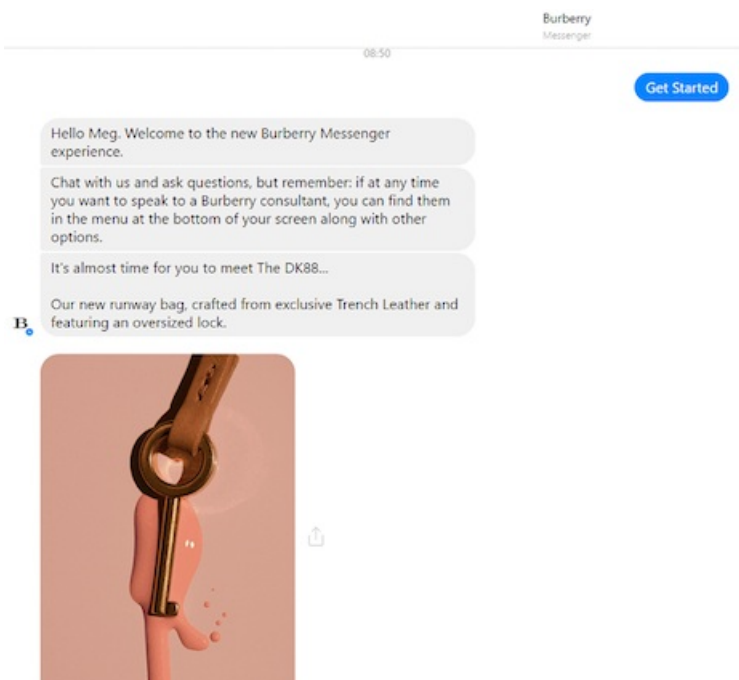 Burberry
Messenger
08:50
Get Started
Hello Meg. Welcome to the new Burberry Messenger
experience.
Chat with us and ask questions, but remember: if at any time
you want to speak to a Burberry consultant, you can find them
in the menu at the bottom of your screen along with other
options.
It's almost time for you to meet The DK88...
Our new runway bag, crafted from exclusive Trench Leather and
featuring an oversized lock.
B